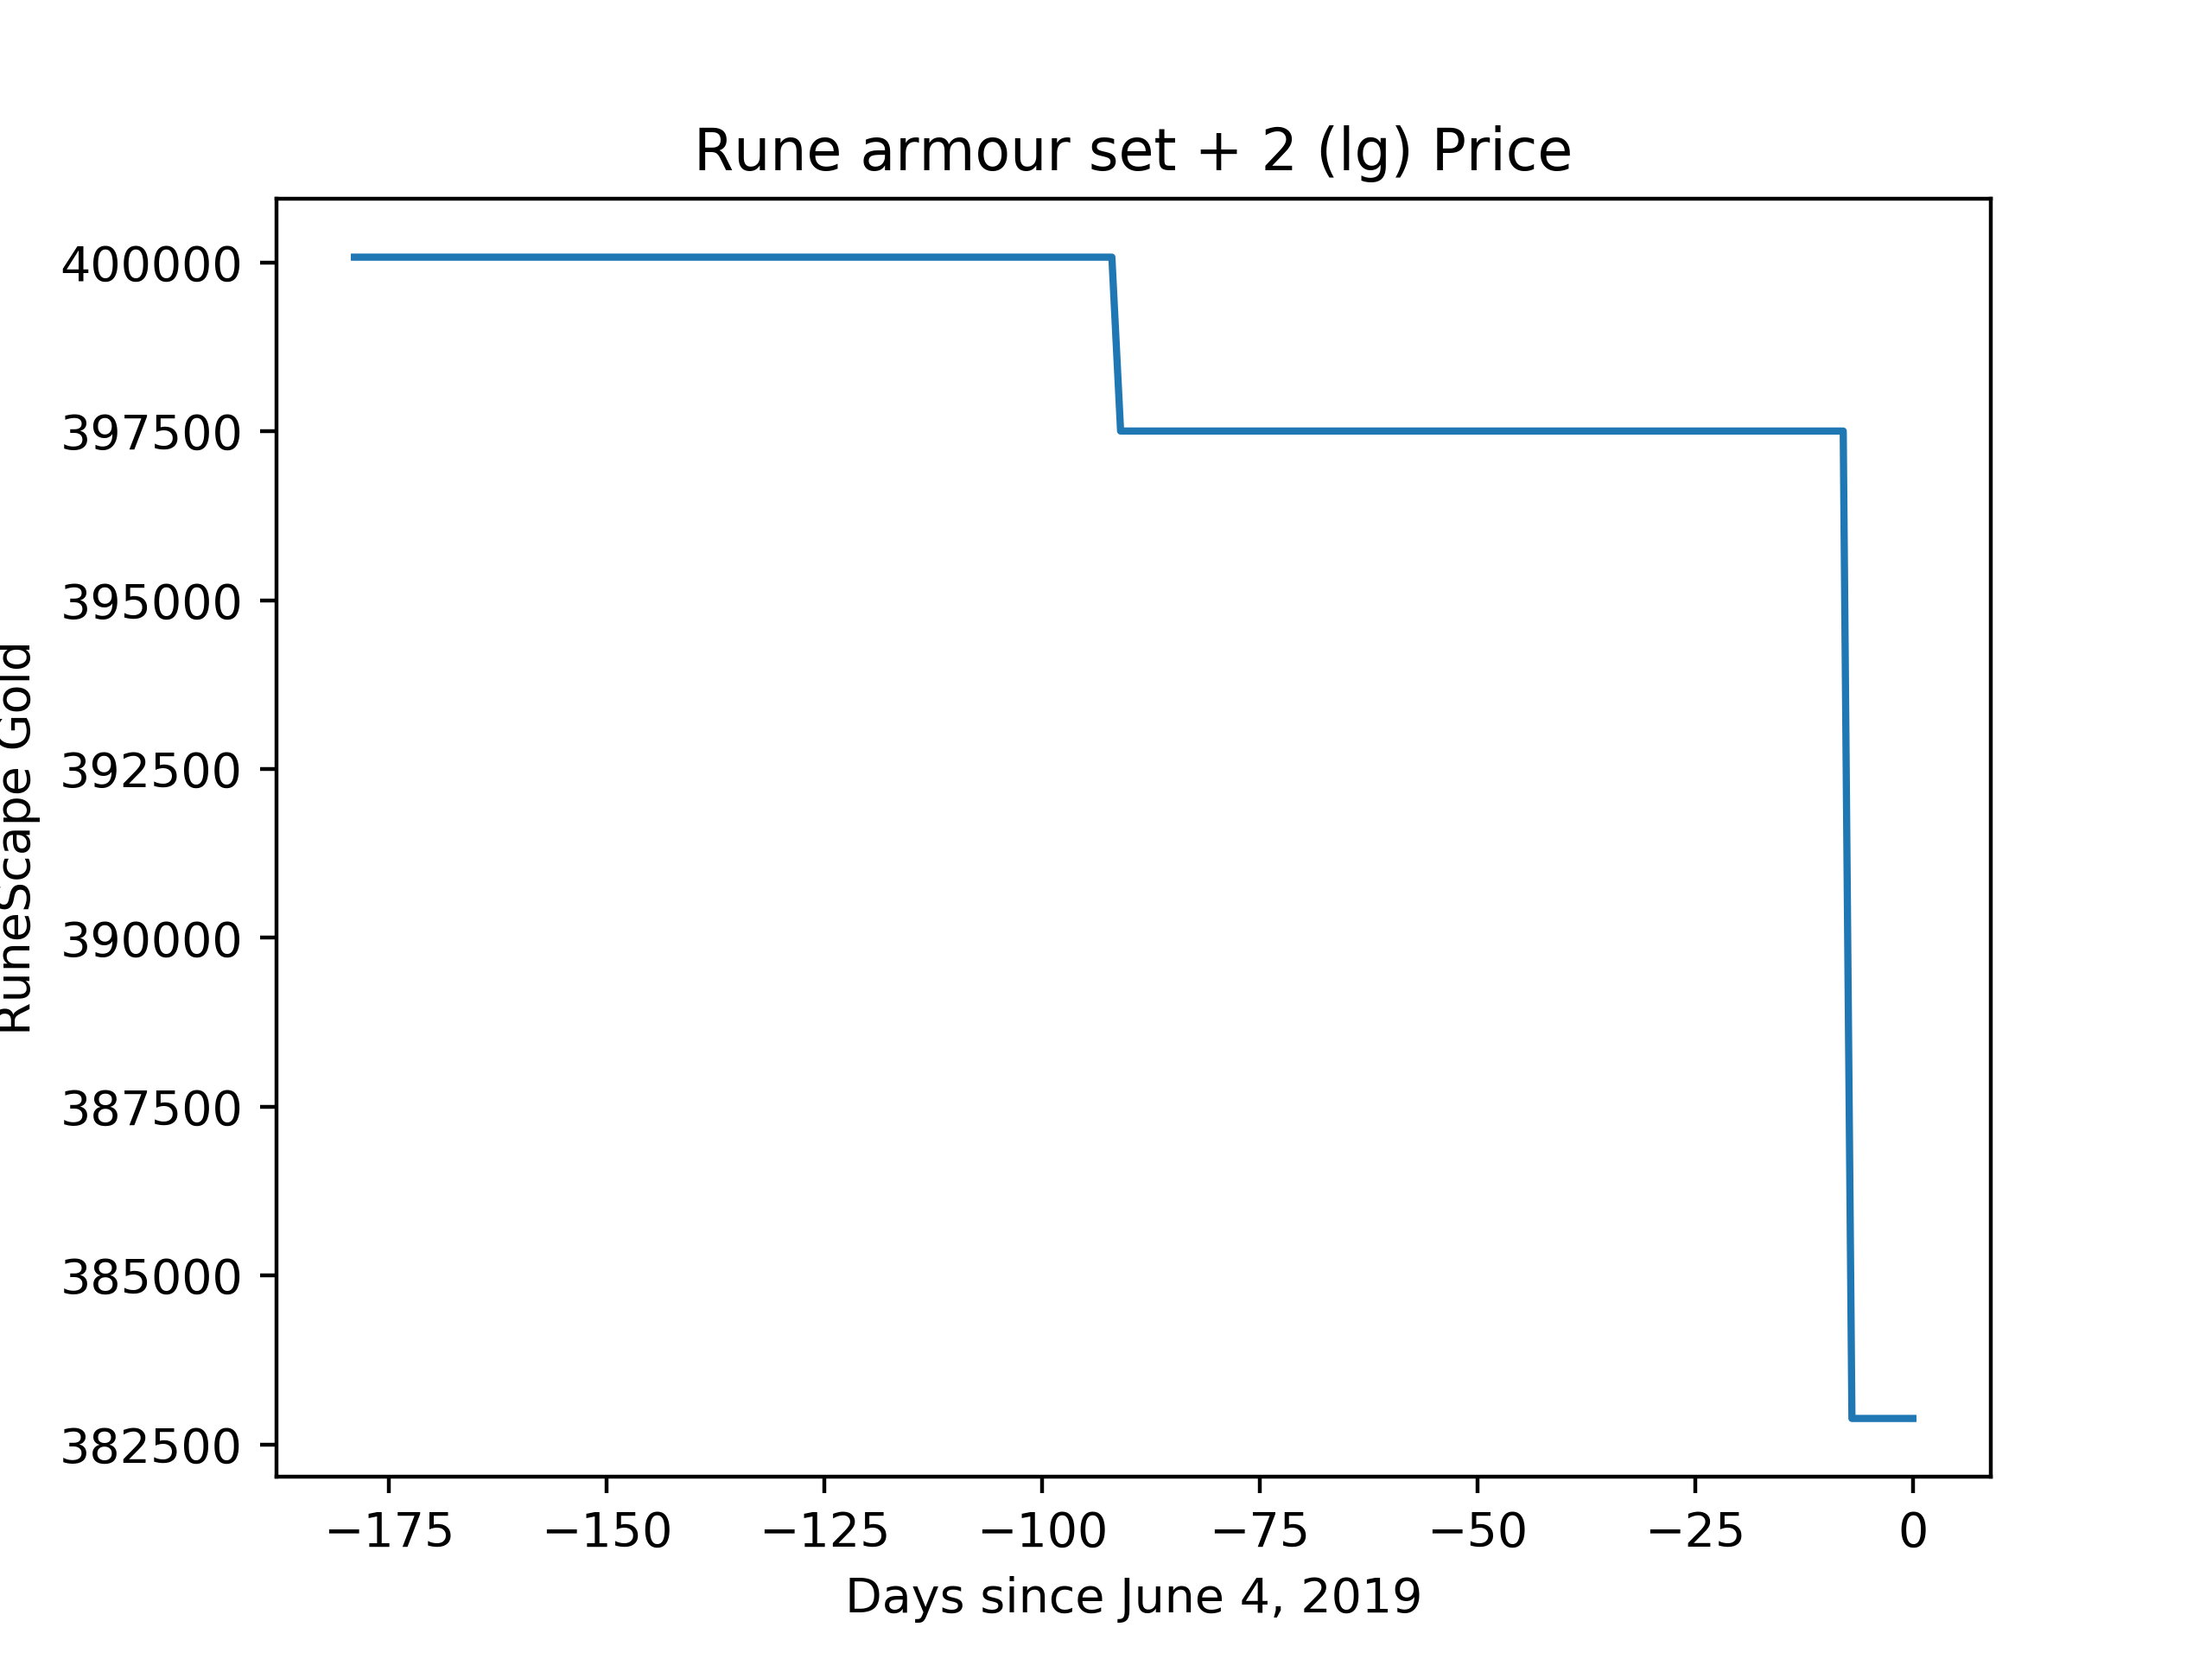 Rune armour set + 2 (lg) Price
400000
397500
395000
392500
390000
387500
385000
382500
RuneScape Gold
−175 −150 −125 −100 −75 −50 −25 0
Days since June 4, 2019